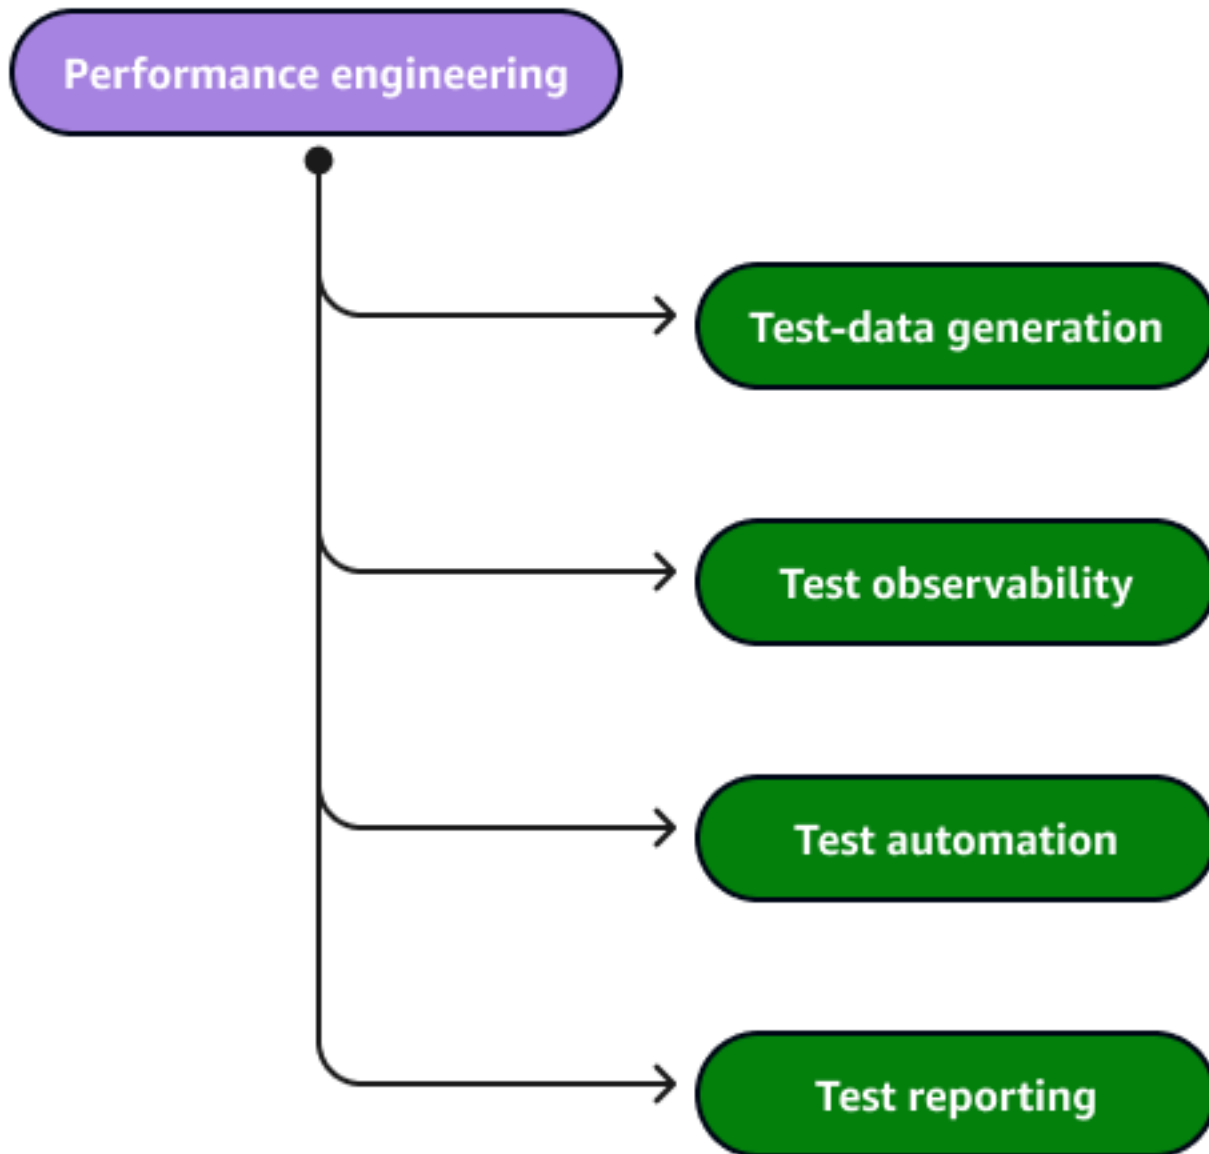 Performance engineering
Test-data generation
Test observability
Test automation
Test reporting